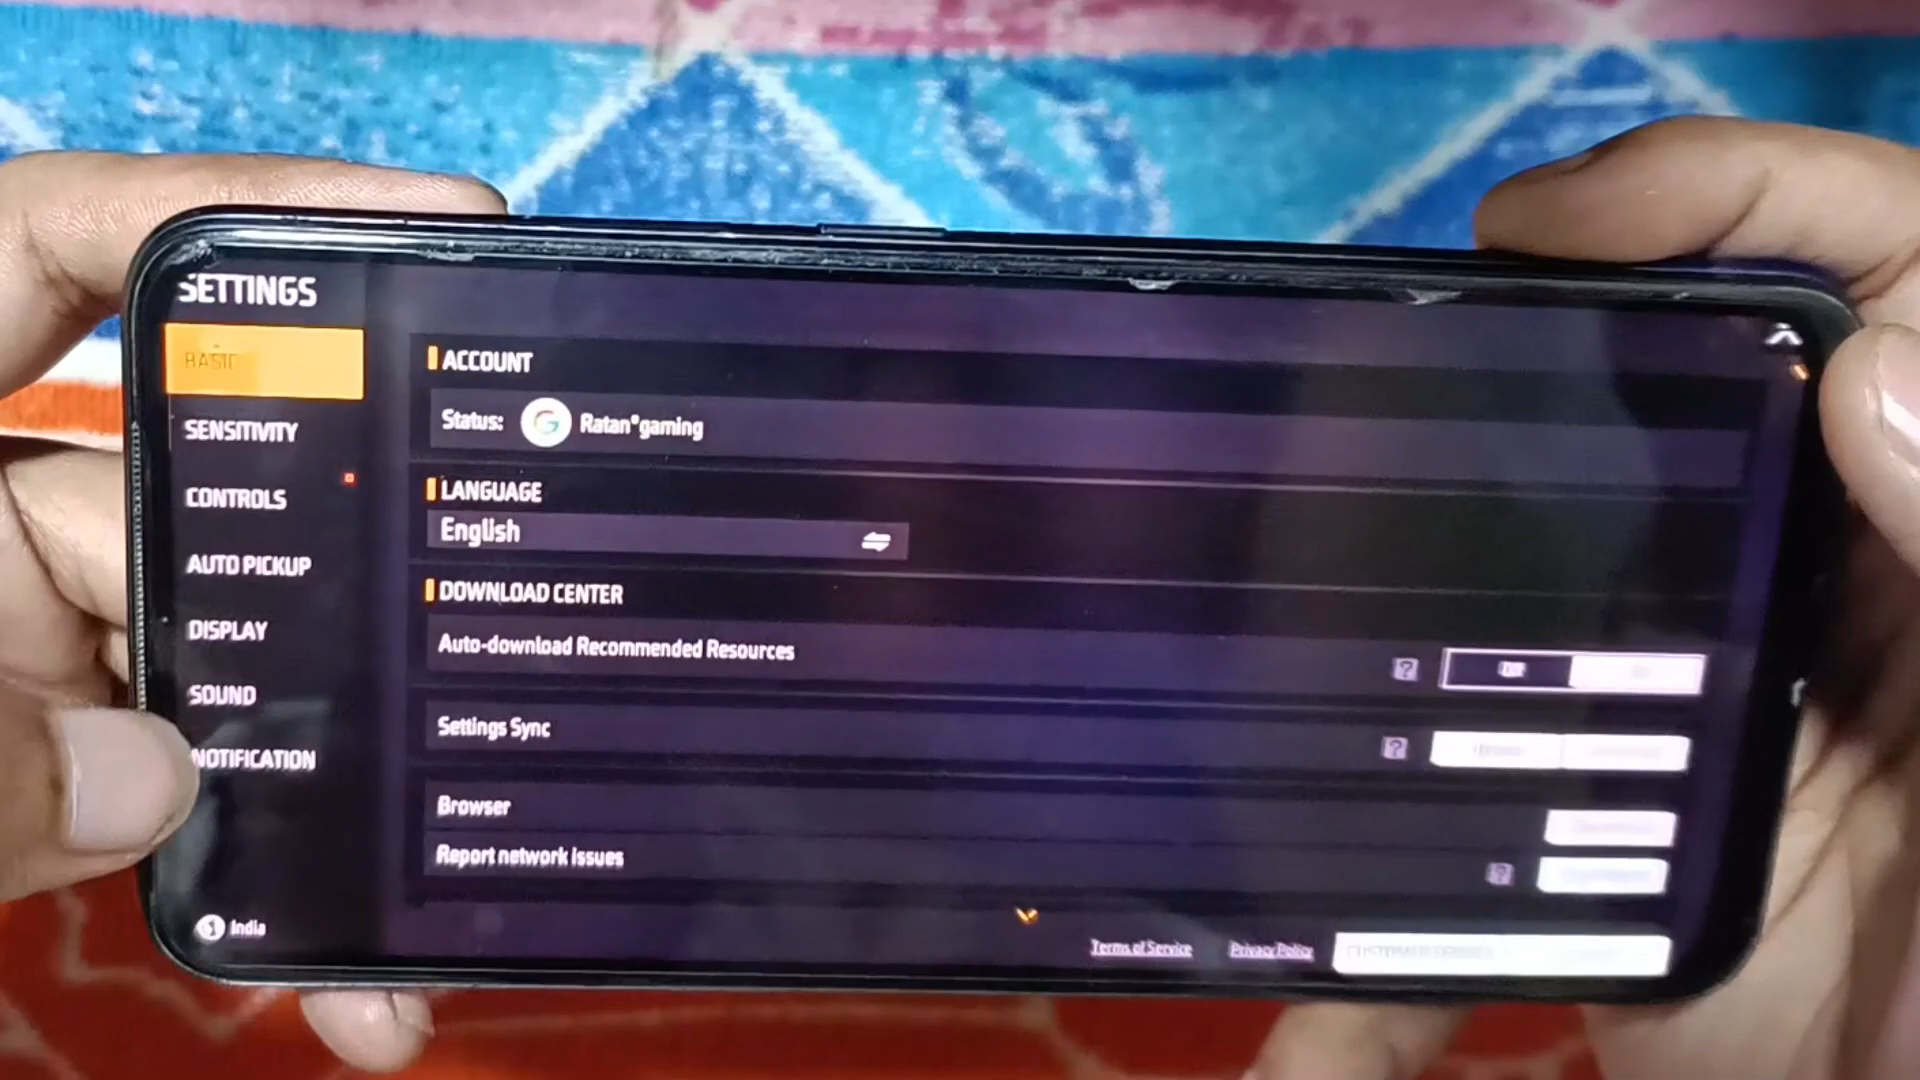 SETTINGS
BASIC
SENSITIVITY
CONTROLS
AUTO PICKUP
DISPLAY
SOUND
NOTIFICATION
India
ACCOUNT
Status: G Ratan°gaming
LANGUAGE
English
DOWNLOAD CENTER
Auto-download Recommended Resources ?
Settings Sync ?
Browser
Report network issues ?
Terms of Service Privacy Policy